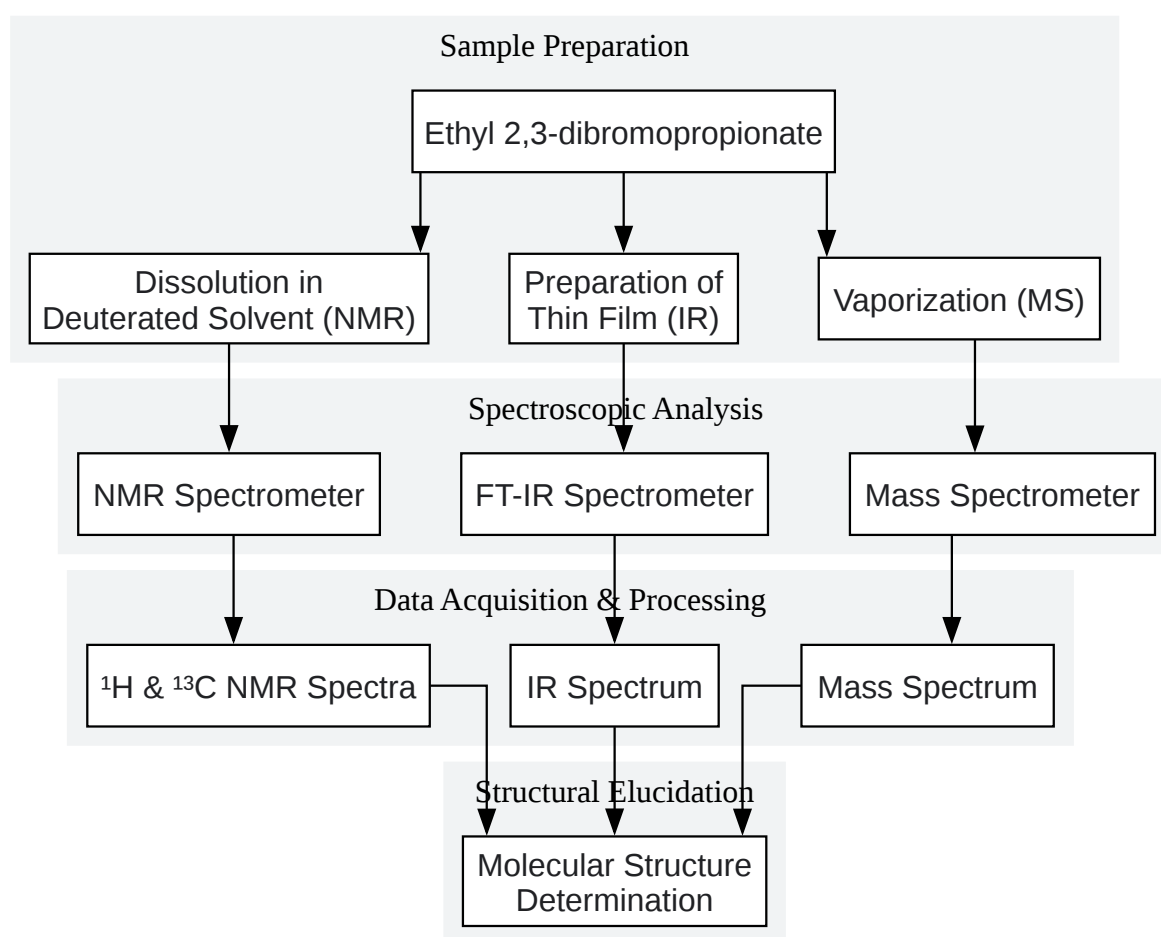 Sample Preparation
Ethyl 2,3-dibromopropionate
Dissolution in
Deuterated Solvent (NMR)
Preparation of
Thin Film (IR)
Vaporization (MS)
Spectroscopic Analysis
NMR Spectrometer
FT-IR Spectrometer
Mass Spectrometer
Data Acquisition & Processing
¹H & ¹³C NMR Spectra
IR Spectrum
Mass Spectrum
Structural Elucidation
Molecular Structure
Determination